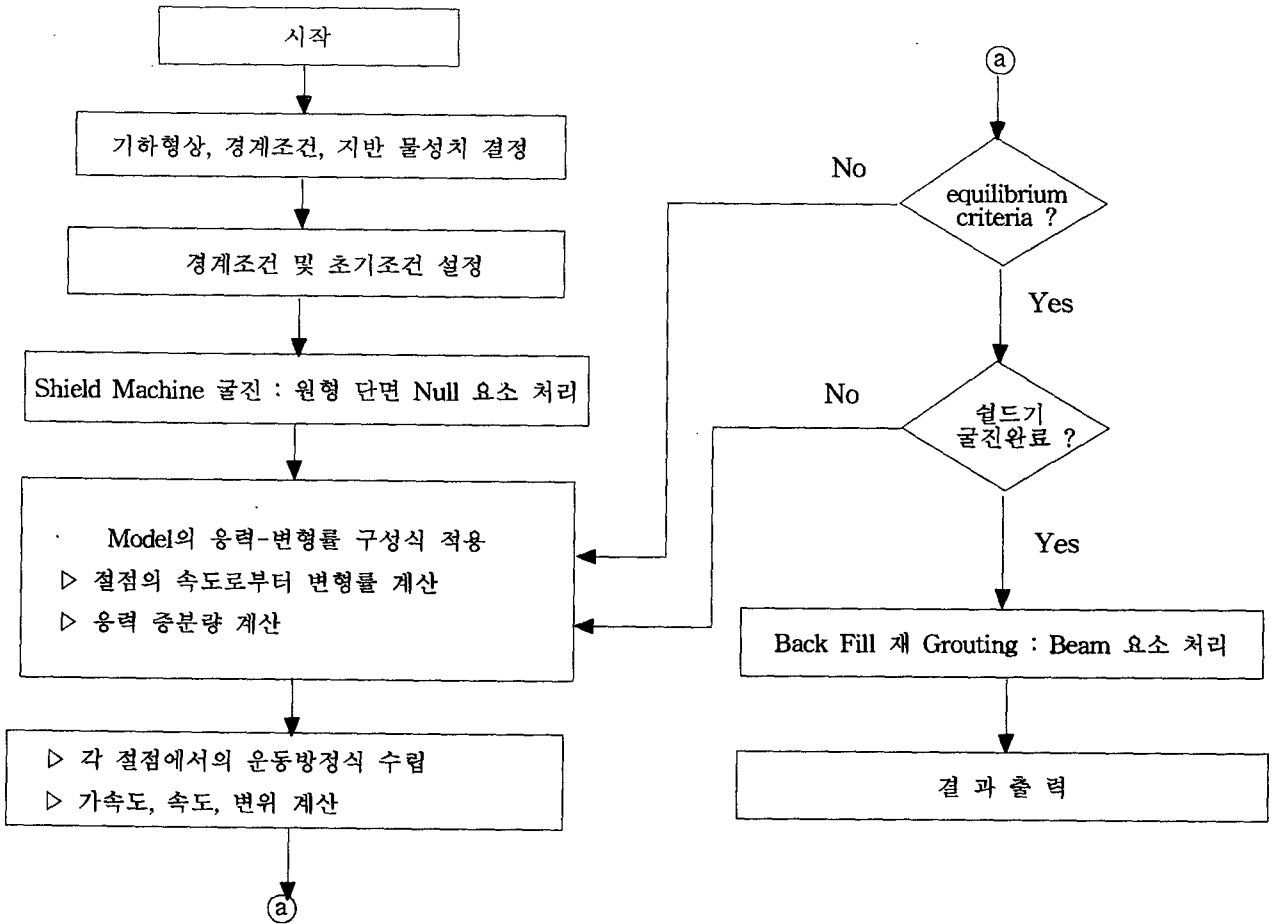 시작
기하형상, 경계조건, 지반 물성치 결정
경계조건 및 초기조건 설정
Shield Machine 굴진 : 원형 단면 Null 요소 처리
Model의 응력-변형률 구성식 적용
▷ 절점의 속도로부터 변형률 계산
▷ 응력 증분량 계산
▷ 각 절점에서의 운동방정식 수립
▷ 가속도, 속도, 변위 계산
ⓐ
ⓐ
No
equilibrium
criteria ?
Yes
No
쉴드기
굴진완료 ?
Yes
Back Fill 재 Grouting : Beam 요소 처리
결 과 출 력